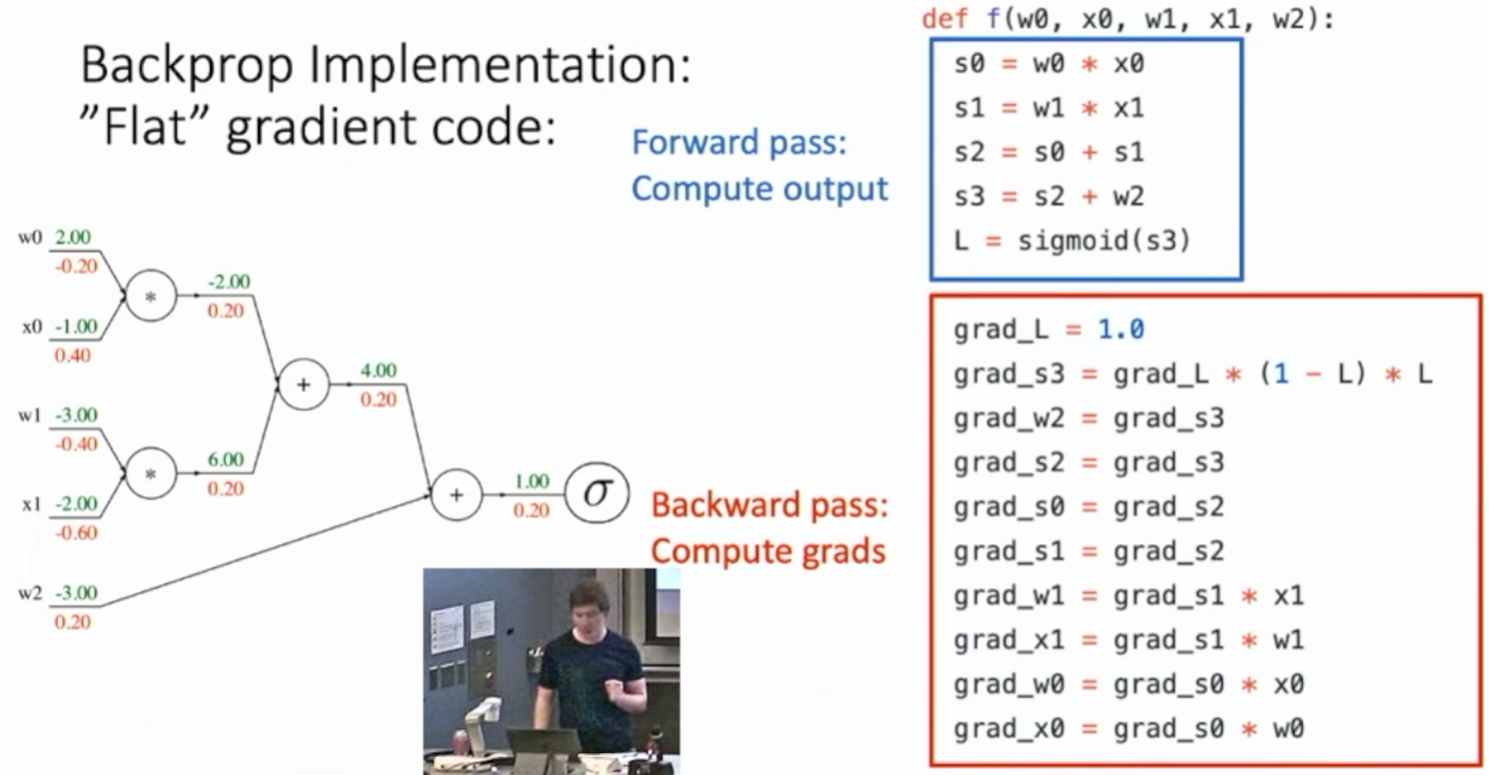 Backprop Implementation:
”Flat” gradient code:
Forward pass:
Compute output
def f(w0, x0, w1, x1, w2):
s0 = w0 * x0
s1 = w1 * x1
s2 = s0 + s1
s3 = s2 + w2
L = sigmoid(s3)
w0 2.00
-0.20
*
-2.00
0.20
x0 -1.00
0.40
+
4.00
0.20
w1 -3.00
-0.40
*
6.00
0.20
x1 -2.00
-0.60
+
1.00
0.20
σ
w2 -3.00
0.20
Backward pass:
Compute grads
grad_L = 1.0
grad_s3 = grad_L * (1 - L) * L
grad_w2 = grad_s3
grad_s2 = grad_s3
grad_s0 = grad_s2
grad_s1 = grad_s2
grad_w1 = grad_s1 * x1
grad_x1 = grad_s1 * w1
grad_w0 = grad_s0 * x0
grad_x0 = grad_s0 * w0